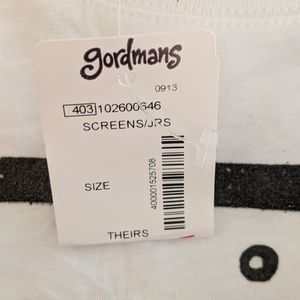 gordmans
0913
403 102600646
SCREENS/JRS
400001525708
SIZE
THEIRS